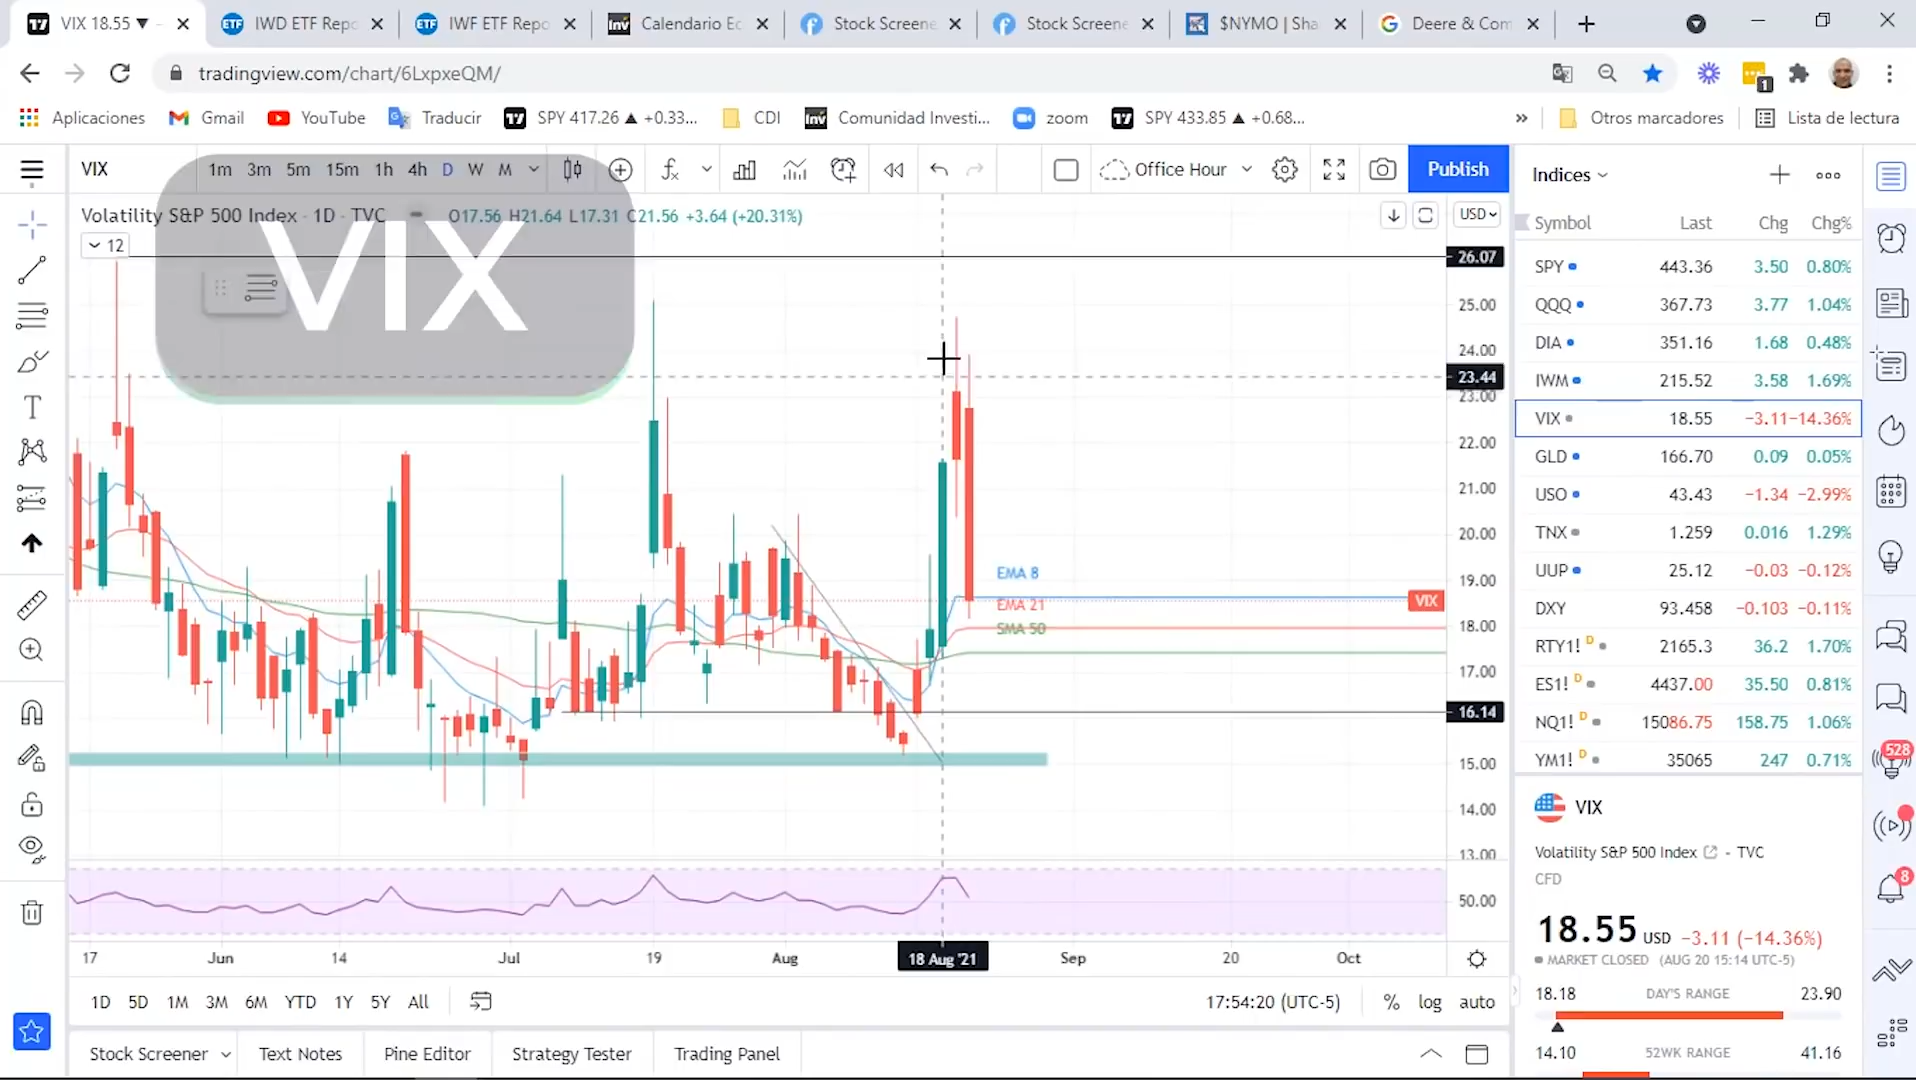 VIX 18.55 ▼ −
IWD ETF Repo
IWF ETF Repo
Calendario Ec
Stock Screene
Stock Screene
$NYMO | Sha
Deere & Com
tradingview.com/chart/6LxpxeQM/
Aplicaciones
Gmail
YouTube
Traducir
SPY 417.26 ▲ +0.33...
CDI
Comunidad Investi...
zoom
SPY 433.85 ▲ +0.68...
»
Otros marcadores
Lista de lectura
VIX
1m 3m 5m 15m 1h 4h D W M
Office Hour
Publish
Volatility S&P 500 Index · 1D · TVC
O17.56 H21.64 L17.31 C21.56 +3.64 (+20.31%)
USD
12
VIX
26.07
25.00
24.00
23.44
23.00
22.00
21.00
20.00
19.00
18.00
17.00
16.14
15.00
14.00
13.00
50.00
EMA 8
EMA 21
SMA 50
VIX
17 Jun 14 Jul 19 Aug 18 Aug '21 Sep 20 Oct
1D 5D 1M 3M 6M YTD 1Y 5Y All
17:54:20 (UTC-5) % log auto
Stock Screener Text Notes Pine Editor Strategy Tester Trading Panel
Indices
Symbol Last Chg Chg%
SPY 443.36 3.50 0.80%
QQQ 367.73 3.77 1.04%
DIA 351.16 1.68 0.48%
IWM 215.52 3.58 1.69%
VIX 18.55 −3.11 −14.36%
GLD 166.70 0.09 0.05%
USO 43.43 −1.34 −2.99%
TNX 1.259 0.016 1.29%
UUP 25.12 −0.03 −0.12%
DXY 93.458 −0.103 −0.11%
RTY1! D 2165.3 36.2 1.70%
ES1! D 4437.00 35.50 0.81%
NQ1! D 15086.75 158.75 1.06%
YM1! D 35065 247 0.71%
VIX
Volatility S&P 500 Index - TVC
CFD
18.55 USD −3.11 (−14.36%)
MARKET CLOSED (AUG 20 15:14 UTC-5)
18.18 DAY'S RANGE 23.90
14.10 52WK RANGE 41.16
1
528
8